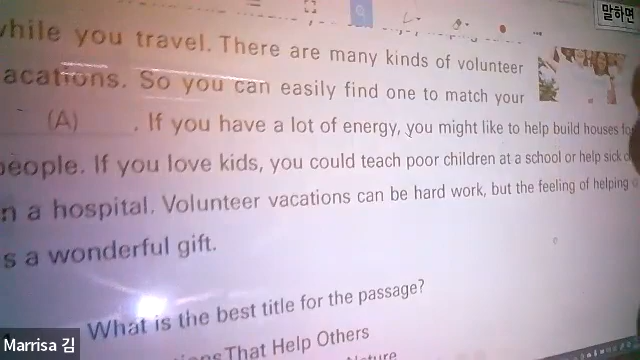 말하면
while you travel. There are many kinds of volunteer
acations. So you can easily find one to match your
(A) . If you have a lot of energy, you might like to help build houses
people. If you love kids, you could teach poor children at a school or help sick
n a hospital. Volunteer vacations can be hard work, but the feeling of helping
s a wonderful gift.
What is the best title for the passage?
That Help Others
Nature
Marrisa 김